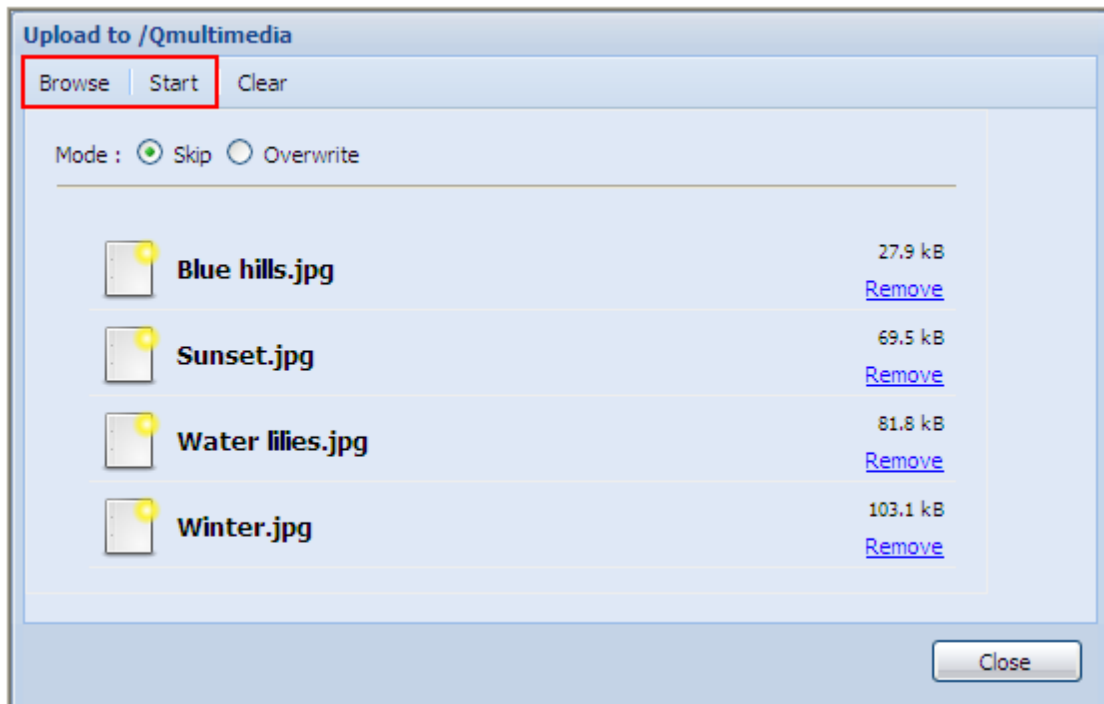 Upload to /Qmultimedia
Browse Start Clear
Mode : Skip Overwrite
Blue hills.jpg 27.9 kB
Remove
Sunset.jpg 69.5 kB
Remove
Water lilies.jpg 81.8 kB
Remove
Winter.jpg 103.1 kB
Remove
Close